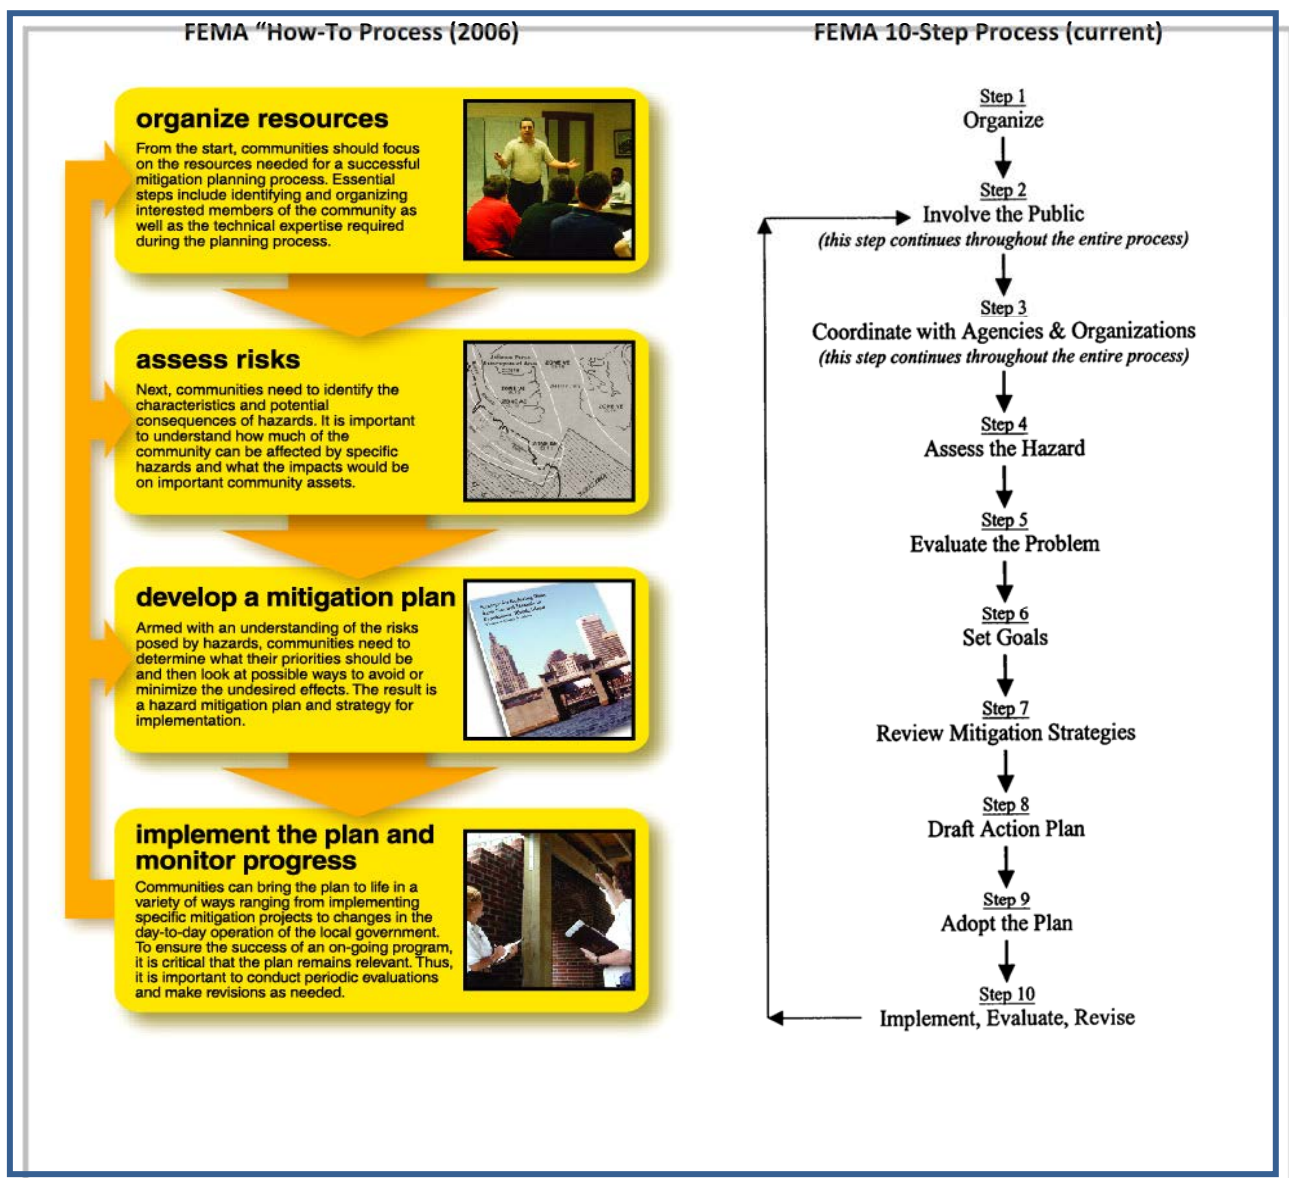 FEMA “How-To Process (2006)
organize resources
From the start, communities should focus
on the resources needed for a successful
mitigation planning process. Essential
steps include identifying and organizing
interested members of the community as
well as the technical expertise required
during the planning process.
assess risks
Next, communities need to identify the
characteristics and potential
consequences of hazards. It is important
to understand how much of the
community can be affected by specific
hazards and what the impacts would be
on important community assets.
develop a mitigation plan
Armed with an understanding of the risks
posed by hazards, communities need to
determine what their priorities should be
and then look at possible ways to avoid or
minimize the undesired effects. The result is
a hazard mitigation plan and strategy for
implementation.
implement the plan and
monitor progress
Communities can bring the plan to life in a
variety of ways ranging from implementing
specific mitigation projects to changes in the
day-to-day operation of the local government.
To ensure the success of an on-going program,
it is critical that the plan remains relevant. Thus,
it is important to conduct periodic evaluations
and make revisions as needed.
FEMA 10-Step Process (current)
Step 1
Organize
Step 2
Involve the Public
(this step continues throughout the entire process)
Step 3
Coordinate with Agencies & Organizations
(this step continues throughout the entire process)
Step 4
Assess the Hazard
Step 5
Evaluate the Problem
Step 6
Set Goals
Step 7
Review Mitigation Strategies
Step 8
Draft Action Plan
Step 9
Adopt the Plan
Step 10
Implement, Evaluate, Revise